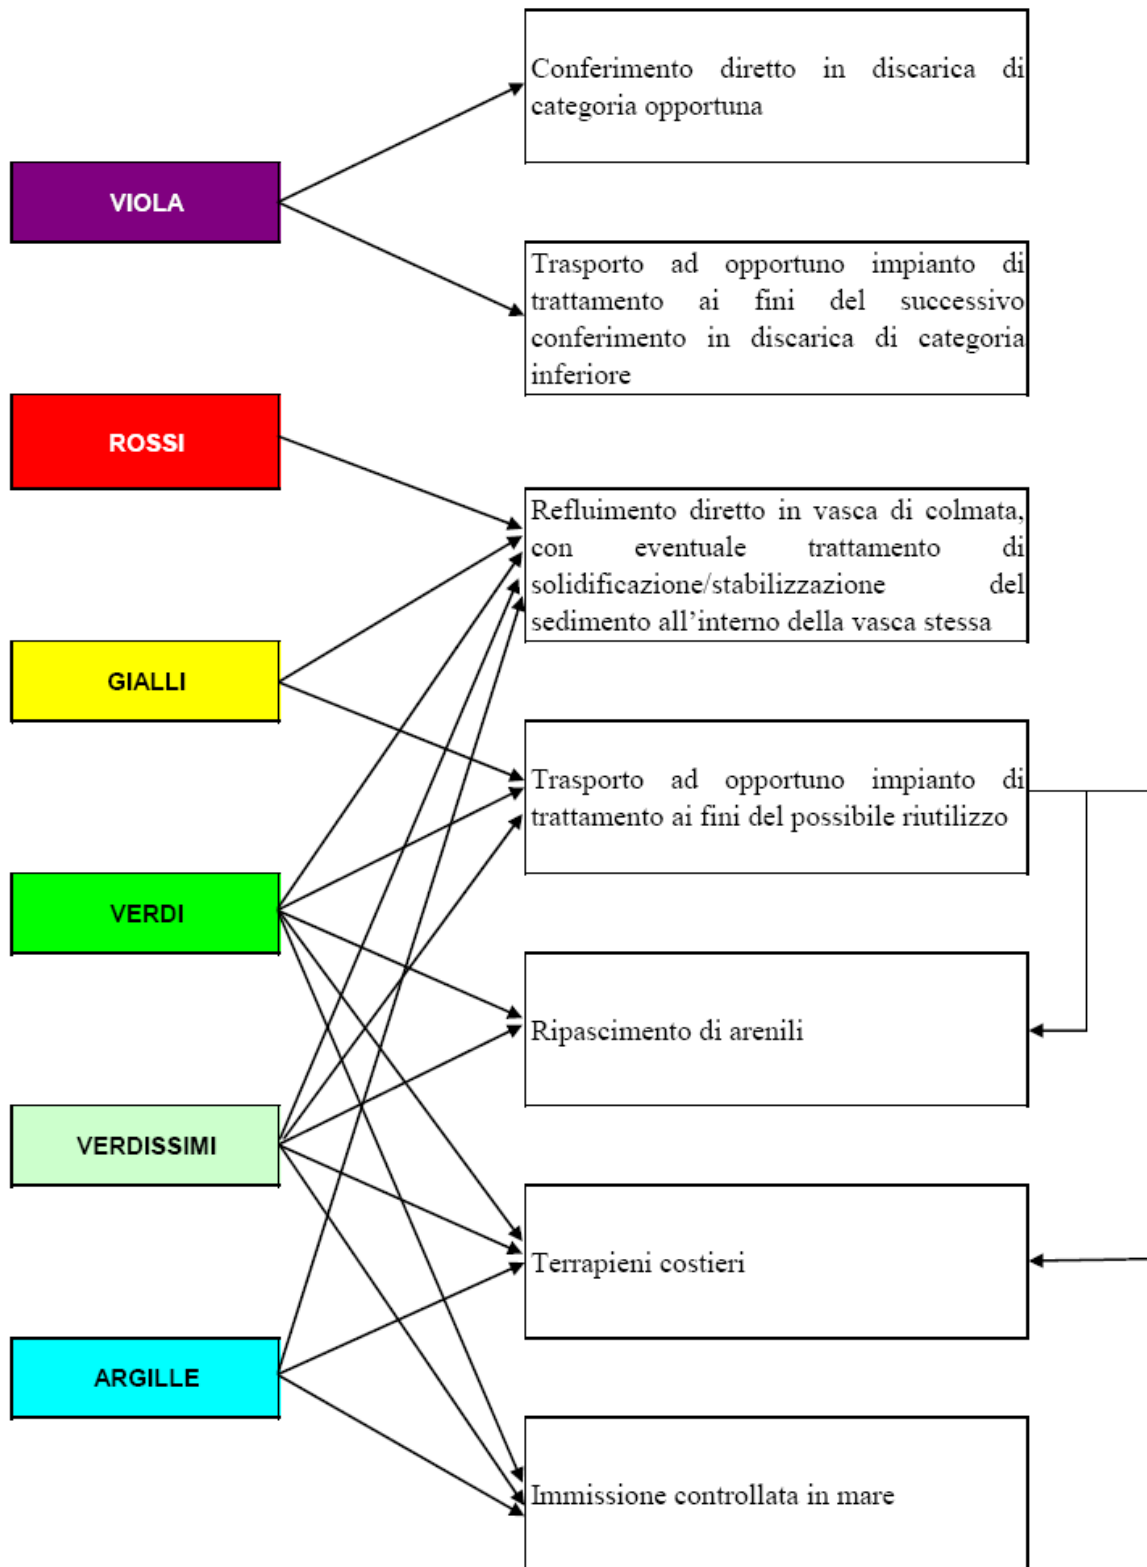 Conferimento diretto in discarica di
categoria opportuna
VIOLA
Trasporto ad opportuno impianto di
trattamento ai fini del successivo
conferimento in discarica di categoria
inferiore
ROSSI
Refluimento diretto in vasca di colmata,
con eventuale trattamento di
solidificazione/stabilizzazione del
sedimento all’interno della vasca stessa
GIALLI
Trasporto ad opportuno impianto di
trattamento ai fini del possibile riutilizzo
VERDI
Ripascimento di arenili
VERDISSIMI
Terrapieni costieri
ARGILLE
Immissione controllata in mare